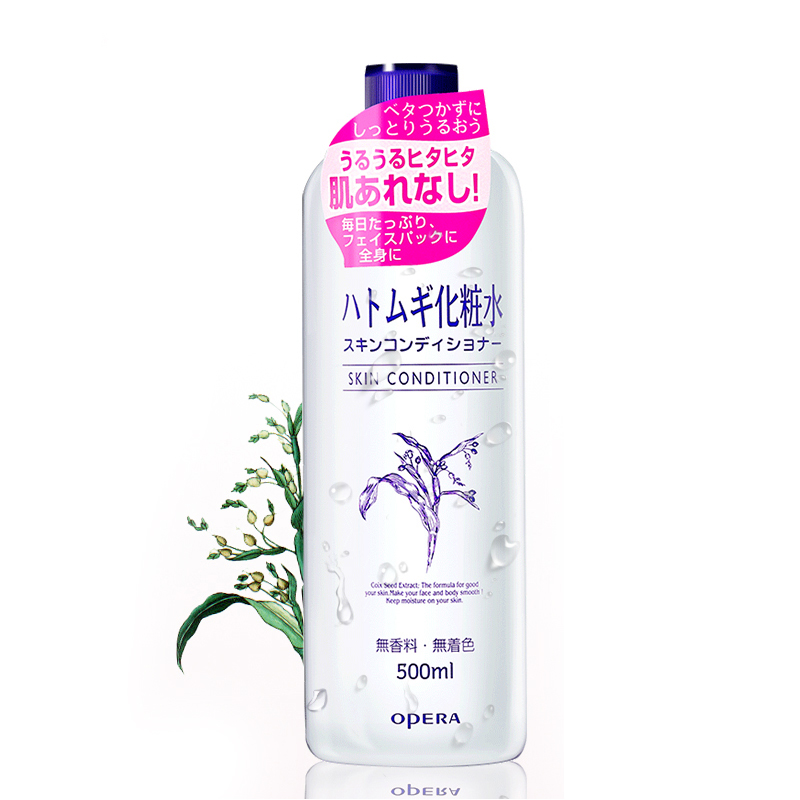 ベタつかずに
しっとりうるおう
うるうるヒタヒタ
肌あれなし!
毎日たっぷり、
フェイスパックに
全身に
ハトムギ化粧水
スキンコンディショナー
SKIN CONDITIONER
Coix Seed Extract; The formula for good
your skin.Make your face and body smooth !
Keep moisture on your skin.
無香料・無着色
500ml
OPERA